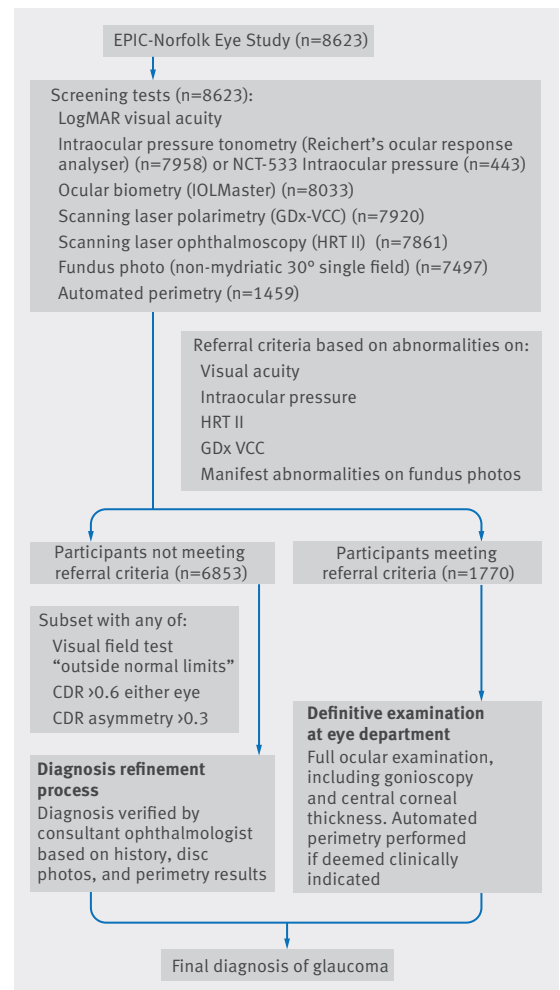 EPIC-Norfolk Eye Study (n=8623)
Screening tests (n=8623):
LogMAR visual acuity
Intraocular pressure tonometry (Reichert's ocular response
analyser) (n=7958) or NCT-533 Intraocular pressure (n=443)
Ocular biometry (IOLMaster) (n=8033)
Scanning laser polarimetry (GDx-VCC) (n=7920)
Scanning laser ophthalmoscopy (HRT II) (n=7861)
Fundus photo (non-mydriatic 30° single field) (n=7497)
Automated perimetry (n=1459)
Referral criteria based on abnormalities on:
Visual acuity
Intraocular pressure
HRT II
GDx VCC
Manifest abnormalities on fundus photos
Participants not meeting
referral criteria (n=6853)
Participants meeting
referral criteria (n=1770)
Subset with any of:
Visual field test
"outside normal limits"
CDR >0.6 either eye
CDR asymmetry >0.3
Diagnosis refinement
process
Diagnosis verified by
consultant ophthalmologist
based on history, disc
photos, and perimetry results
Definitive examination
at eye department
Full ocular examination,
including gonioscopy
and central corneal
thickness. Automated
perimetry performed
if deemed clinically
indicated
Final diagnosis of glaucoma